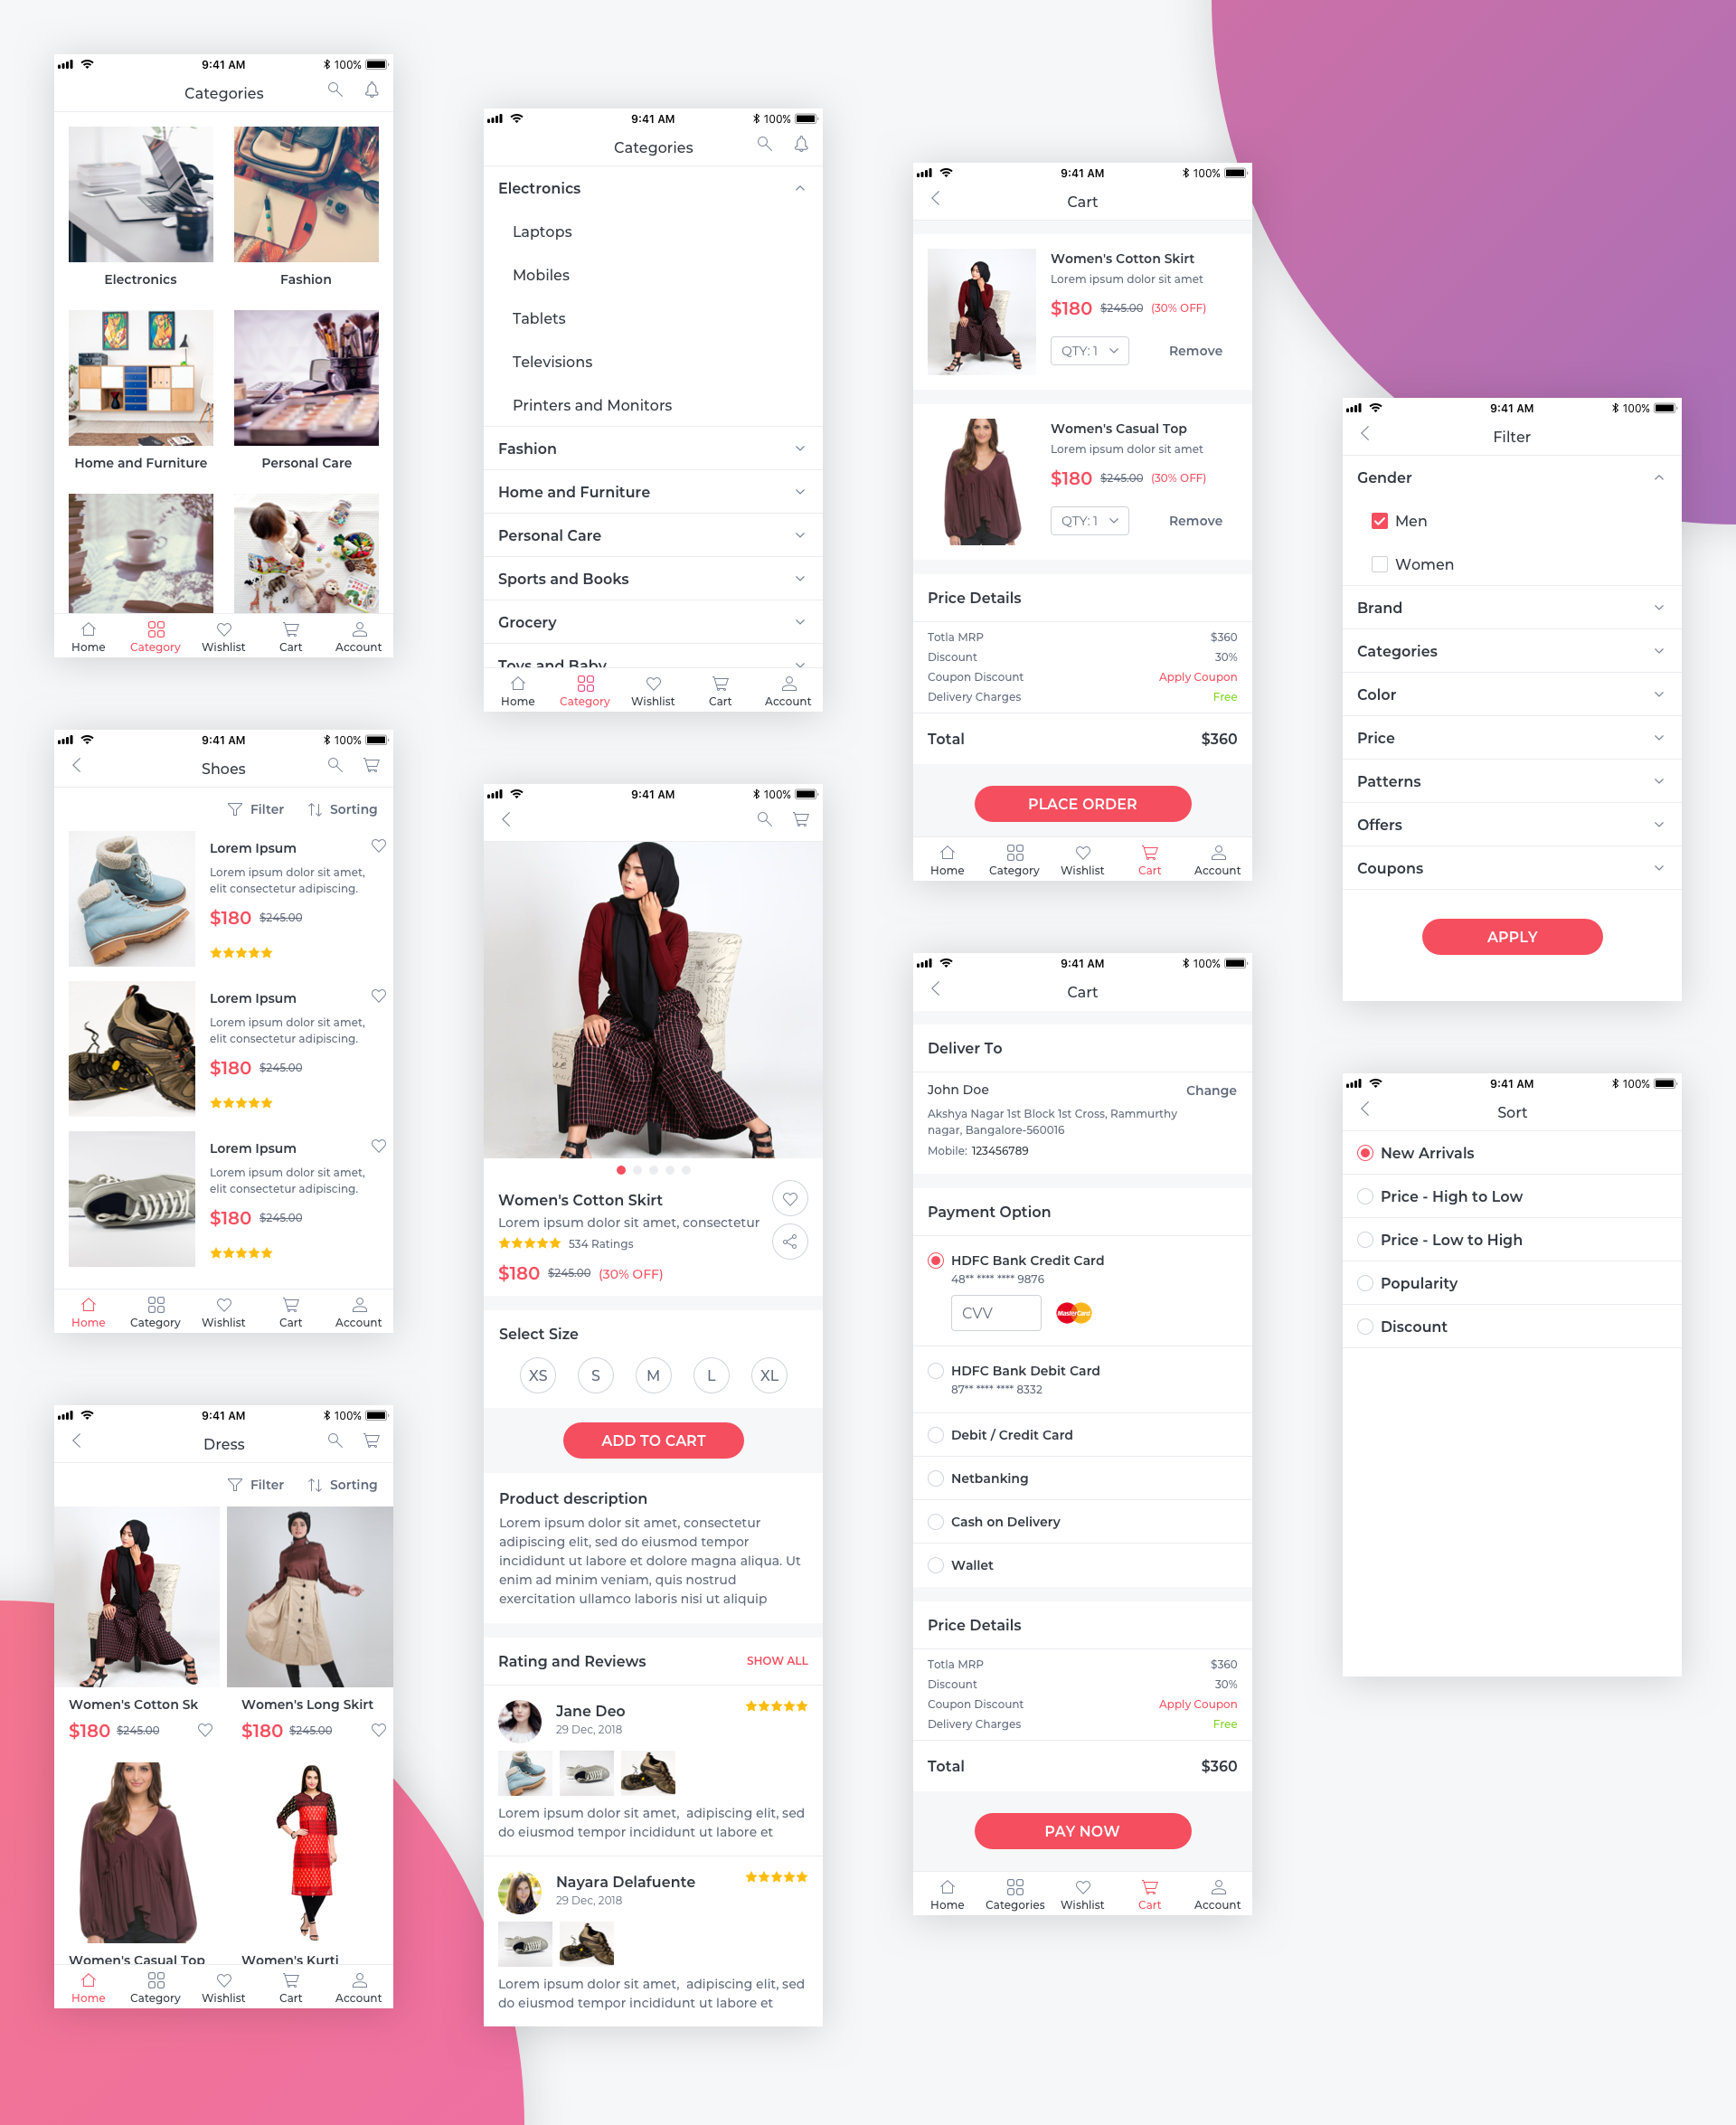 9:41 AM
100%
Categories
Electronics
Fashion
Home and Furniture
Personal Care
Home
Category
Wishlist
Cart
Account
9:41 AM
100%
Shoes
Filter
Sorting
Lorem Ipsum
Lorem ipsum dolor sit amet,
elit consectetur adipiscing.
$180 $245.00
Lorem Ipsum
Lorem ipsum dolor sit amet,
elit consectetur adipiscing.
$180 $245.00
Lorem Ipsum
Lorem ipsum dolor sit amet,
elit consectetur adipiscing.
$180 $245.00
Home
Category
Wishlist
Cart
Account
9:41 AM
100%
Dress
Filter
Sorting
Women's Cotton Sk
$180 $245.00
Women's Long Skirt
$180 $245.00
Women's Casual Top
Women's Kurti
Home
Category
Wishlist
Cart
Account
9:41 AM
100%
Categories
Electronics
Laptops
Mobiles
Tablets
Televisions
Printers and Monitors
Fashion
Home and Furniture
Personal Care
Sports and Books
Grocery
Toys and Baby
Home
Category
Wishlist
Cart
Account
9:41 AM
100%
Women's Cotton Skirt
Lorem ipsum dolor sit amet, consectetur
534 Ratings
$180 $245.00 (30% OFF)
Select Size
XS
S
M
L
XL
ADD TO CART
Product description
Lorem ipsum dolor sit amet, consectetur
adipiscing elit, sed do eiusmod tempor
incididunt ut labore et dolore magna aliqua. Ut
enim ad minim veniam, quis nostrud
exercitation ullamco laboris nisi ut aliquip
Rating and Reviews
SHOW ALL
Jane Deo
29 Dec, 2018
Lorem ipsum dolor sit amet, adipiscing elit, sed
do eiusmod tempor incididunt ut labore et
Nayara Delafuente
29 Dec, 2018
Lorem ipsum dolor sit amet, adipiscing elit, sed
do eiusmod tempor incididunt ut labore et
9:41 AM
100%
Cart
Women's Cotton Skirt
Lorem ipsum dolor sit amet
$180 $245.00 (30% OFF)
QTY: 1
Remove
Women's Casual Top
Lorem ipsum dolor sit amet
$180 $245.00 (30% OFF)
QTY: 1
Remove
Price Details
Totla MRP $360
Discount 30%
Coupon Discount Apply Coupon
Delivery Charges Free
Total $360
PLACE ORDER
Home
Category
Wishlist
Cart
Account
9:41 AM
100%
Cart
Deliver To
John Doe
Change
Akshya Nagar 1st Block 1st Cross, Rammurthy
nagar, Bangalore-560016
Mobile: 123456789
Payment Option
HDFC Bank Credit Card
48** **** **** 9876
CVV
MasterCard
HDFC Bank Debit Card
87** **** **** 8332
Debit / Credit Card
Netbanking
Cash on Delivery
Wallet
Price Details
Totla MRP $360
Discount 30%
Coupon Discount Apply Coupon
Delivery Charges Free
Total $360
PAY NOW
Home
Categories
Wishlist
Cart
Account
9:41 AM
100%
Filter
Gender
Men
Women
Brand
Categories
Color
Price
Patterns
Offers
Coupons
APPLY
9:41 AM
100%
Sort
New Arrivals
Price - High to Low
Price - Low to High
Popularity
Discount